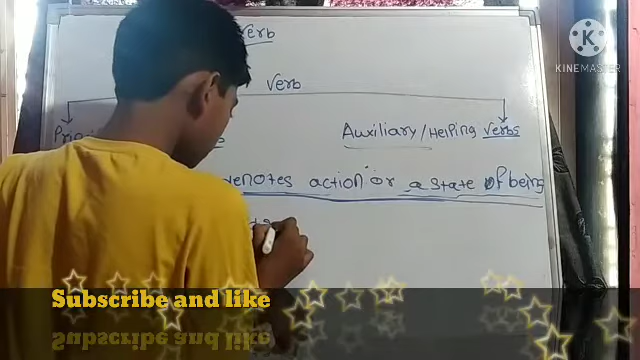 verb
KINEMASTER
Verb
Auxiliary / Helping Verbs
denotes action or a state of being
Subscribe and like